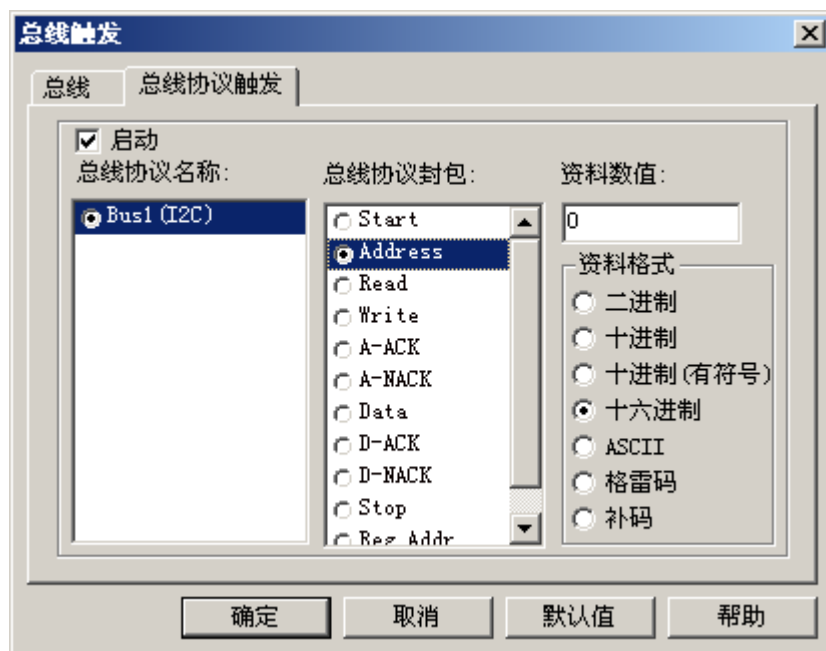 总线触发
总线
总线协议触发
启动
总线协议名称:
总线协议封包:
资料数值:
Bus1(I2C)
Start
Address
Read
Write
A-ACK
A-NACK
Data
D-ACK
D-NACK
Stop
Reg Addr
0
资料格式
二进制
十进制
十进制(有符号)
十六进制
ASCII
格雷码
补码
确定
取消
默认值
帮助